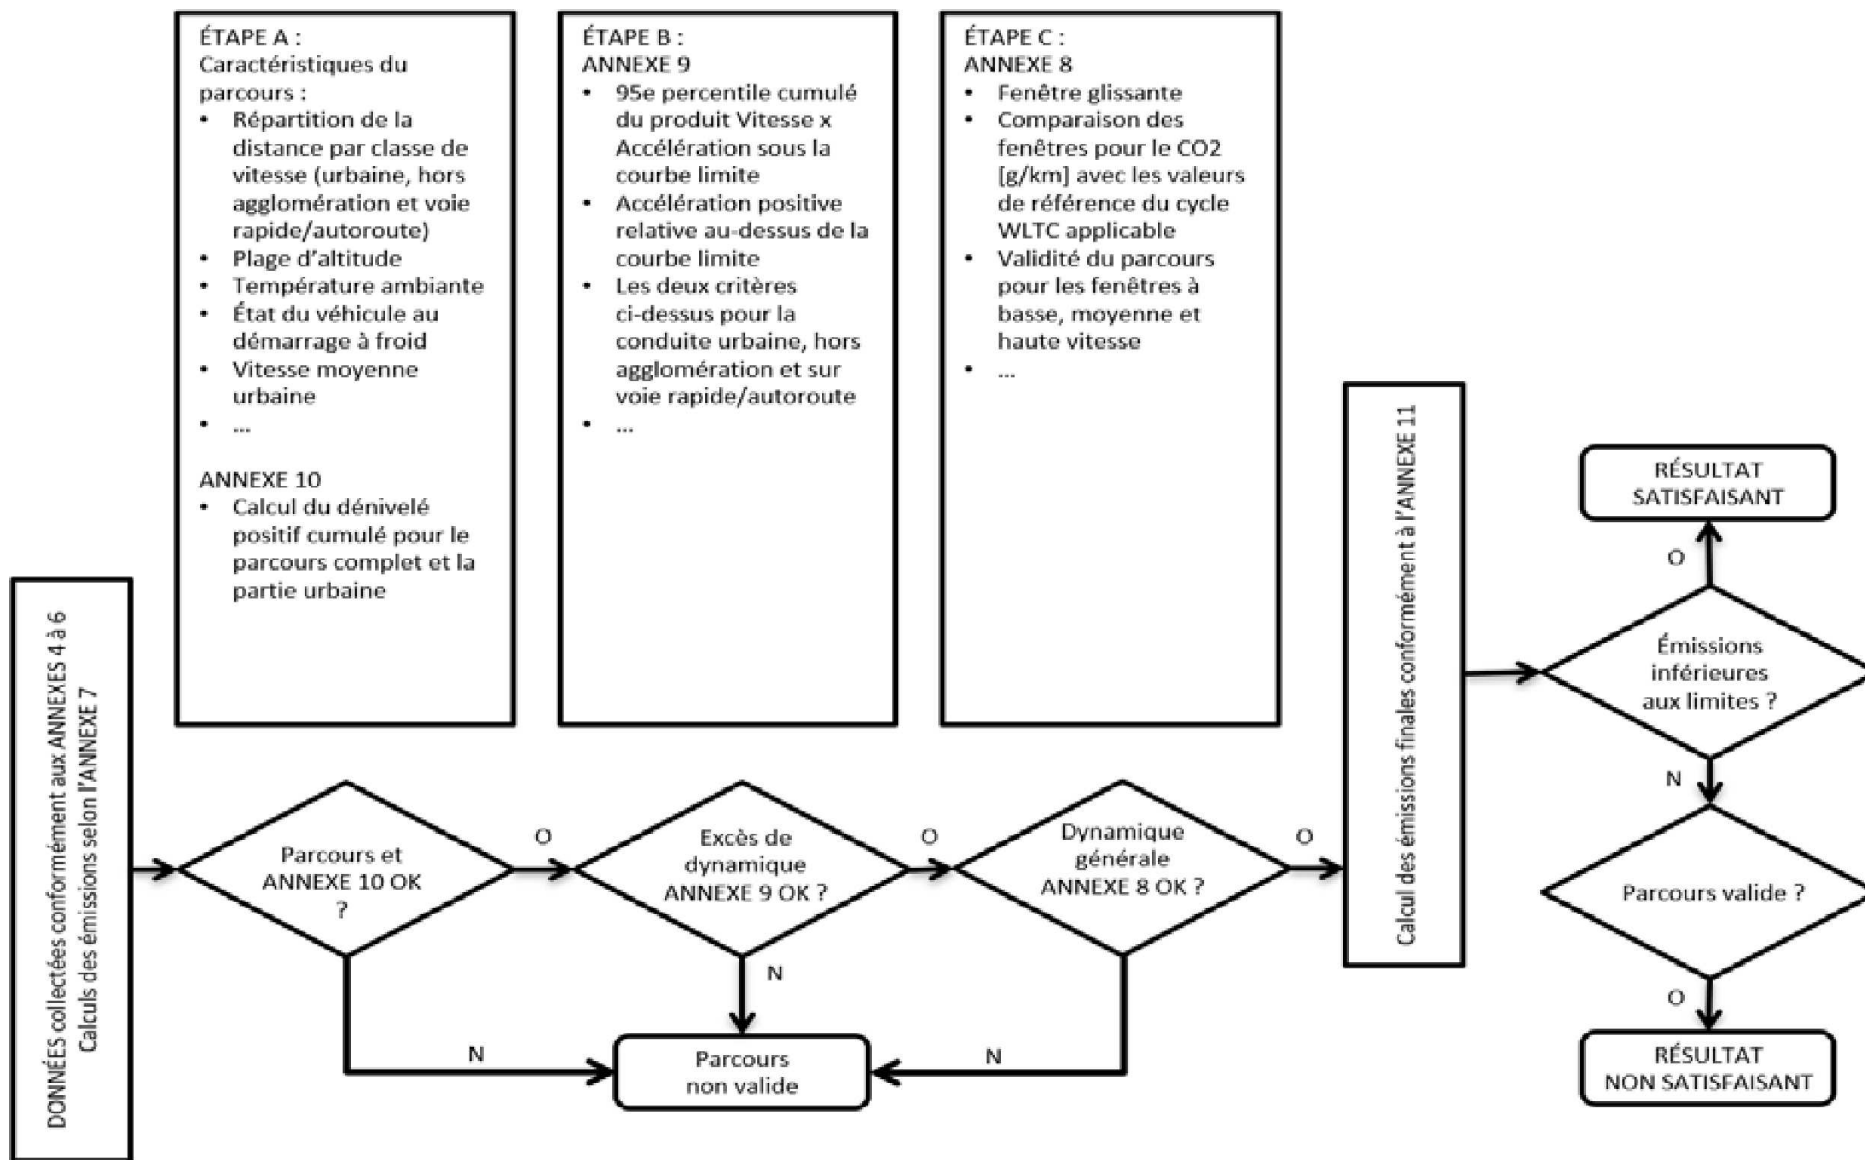 ÉTAPE A :
Caractéristiques du
parcours :
• Répartition de la
distance par classe de
vitesse (urbaine, hors
agglomération et voie
rapide/autoroute)
• Plage d'altitude
• Température ambiante
• État du véhicule au
démarrage à froid
• Vitesse moyenne
urbaine
• ...
ANNEXE 10
• Calcul du dénivelé
positif cumulé pour le
parcours complet et la
partie urbaine
ÉTAPE B :
ANNEXE 9
• 95e percentile cumulé
du produit Vitesse x
Accélération sous la
courbe limite
• Accélération positive
relative au-dessus de la
courbe limite
• Les deux critères
ci-dessus pour la
conduite urbaine, hors
agglomération et sur
voie rapide/autoroute
• ...
ÉTAPE C :
ANNEXE 8
• Fenêtre glissante
• Comparaison des
fenêtres pour le CO2
[g/km] avec les valeurs
de référence du cycle
WLTC applicable
• Validité du parcours
pour les fenêtres à
basse, moyenne et
haute vitesse
• ...
DONNÉES collectées conformément aux ANNEXES 4 à 6
Calculs des émissions selon l'ANNEXE 7
Parcours et
ANNEXE 10 OK
?
O
N
Excès de
dynamique
ANNEXE 9 OK ?
O
N
Dynamique
générale
ANNEXE 8 OK ?
O
N
Parcours
non valide
Calcul des émissions finales conformément à l'ANNEXE 11
RÉSULTAT
SATISFAISANT
O
Émissions
inférieures
aux limites ?
N
Parcours valide ?
O
RÉSULTAT
NON SATISFAISANT